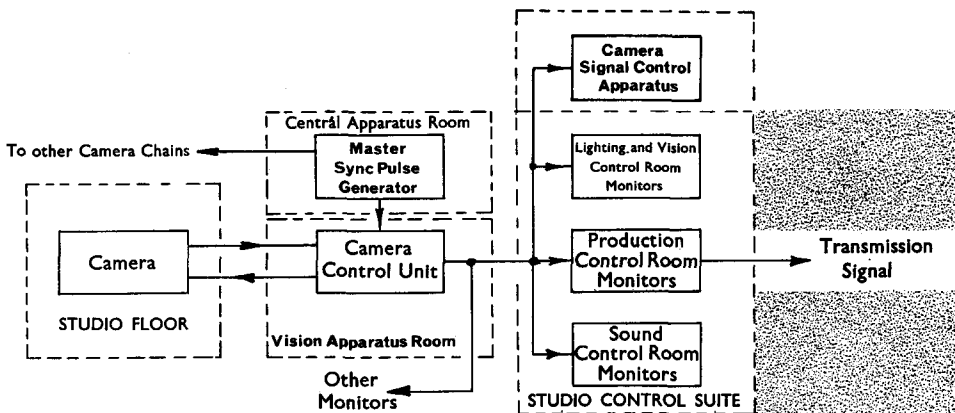 Camera
Signal Control
Apparatus
Central Apparatus Room
Master
Sync Pulse
Generator
To other Camera Chains
Lighting, and Vision
Control Room
Monitors
Camera
STUDIO FLOOR
Camera
Control Unit
Vision Apparatus Room
Production
Control Room
Monitors
Transmission
Signal
Sound
Control Room
Monitors
Other
Monitors
STUDIO CONTROL SUITE